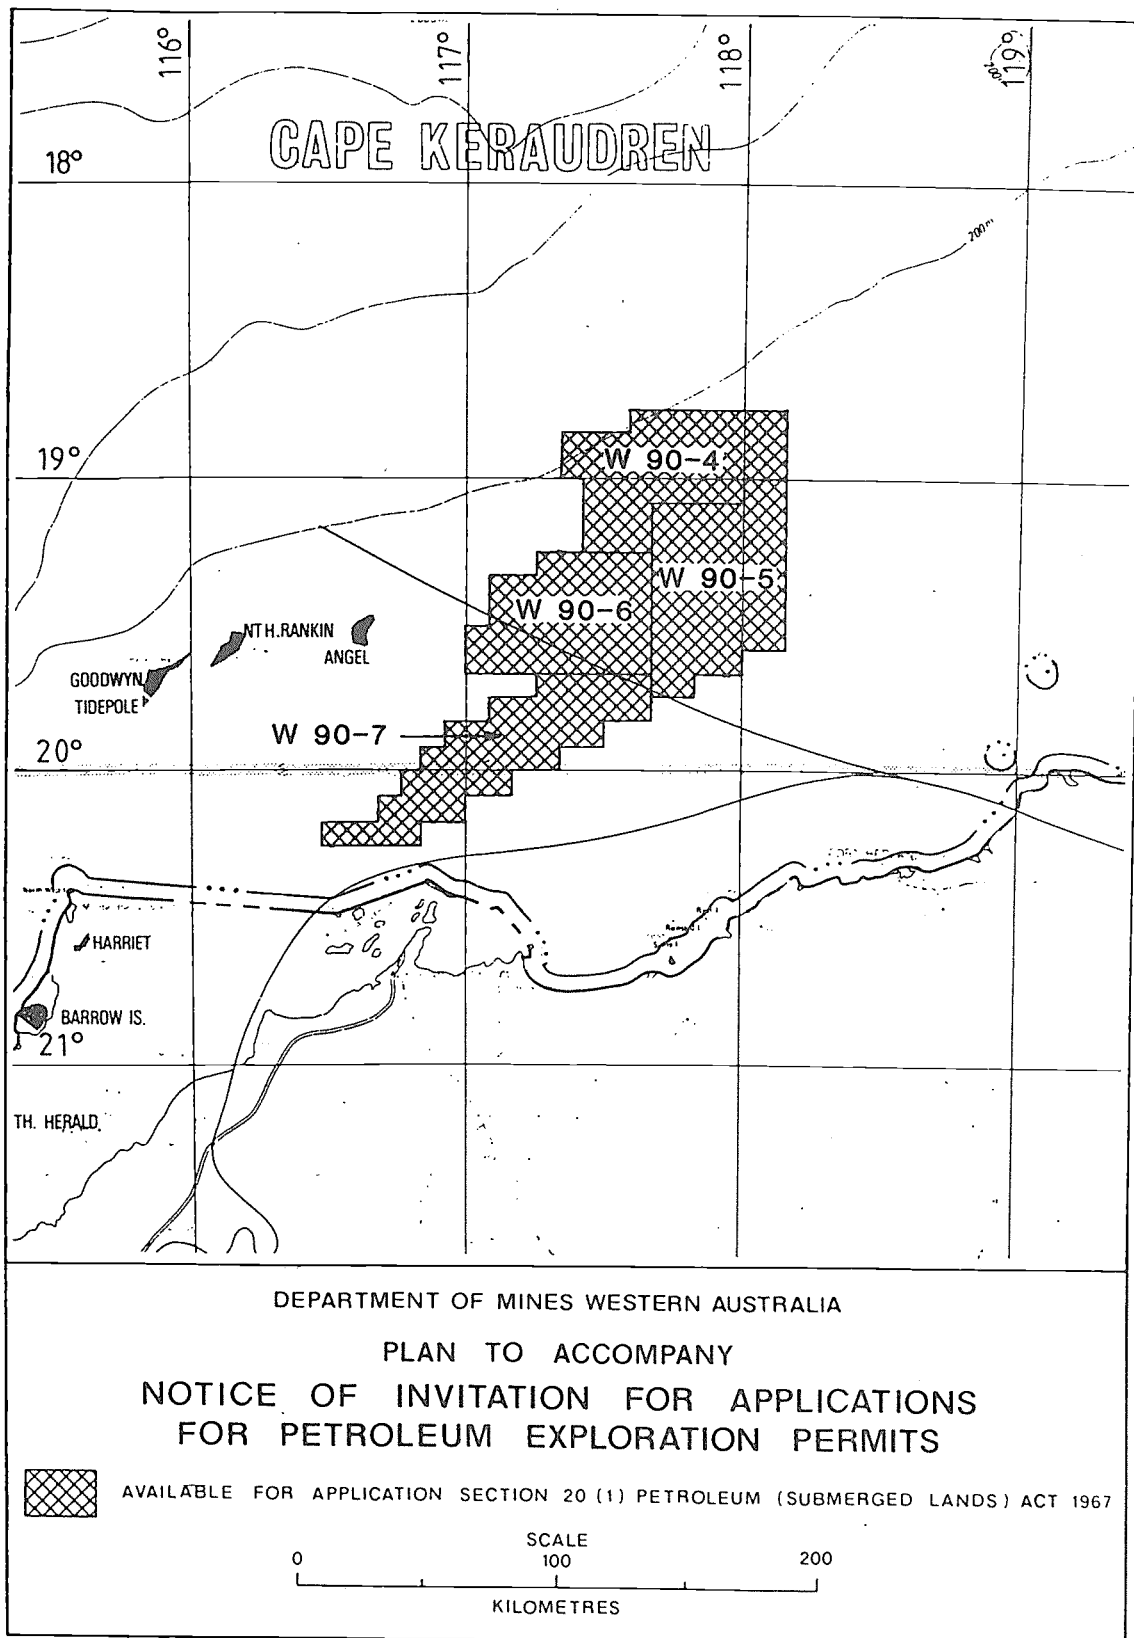 116°
117°
118°
119°
200m
CAPE KERAUDREN
18°
200m
19°
W 90-4
W 90-5
W 90-6
NTH. RANKIN
ANGEL
GOODWYN
TIDEPOLE
W 90-7
20°
HARRIET
BARROW IS.
21°
TH. HERALD
DEPARTMENT OF MINES WESTERN AUSTRALIA
PLAN TO ACCOMPANY
NOTICE OF INVITATION FOR APPLICATIONS
FOR PETROLEUM EXPLORATION PERMITS
AVAILABLE FOR APPLICATION SECTION 20 (1) PETROLEUM (SUBMERGED LANDS) ACT 1967
SCALE
0 100 200
KILOMETRES